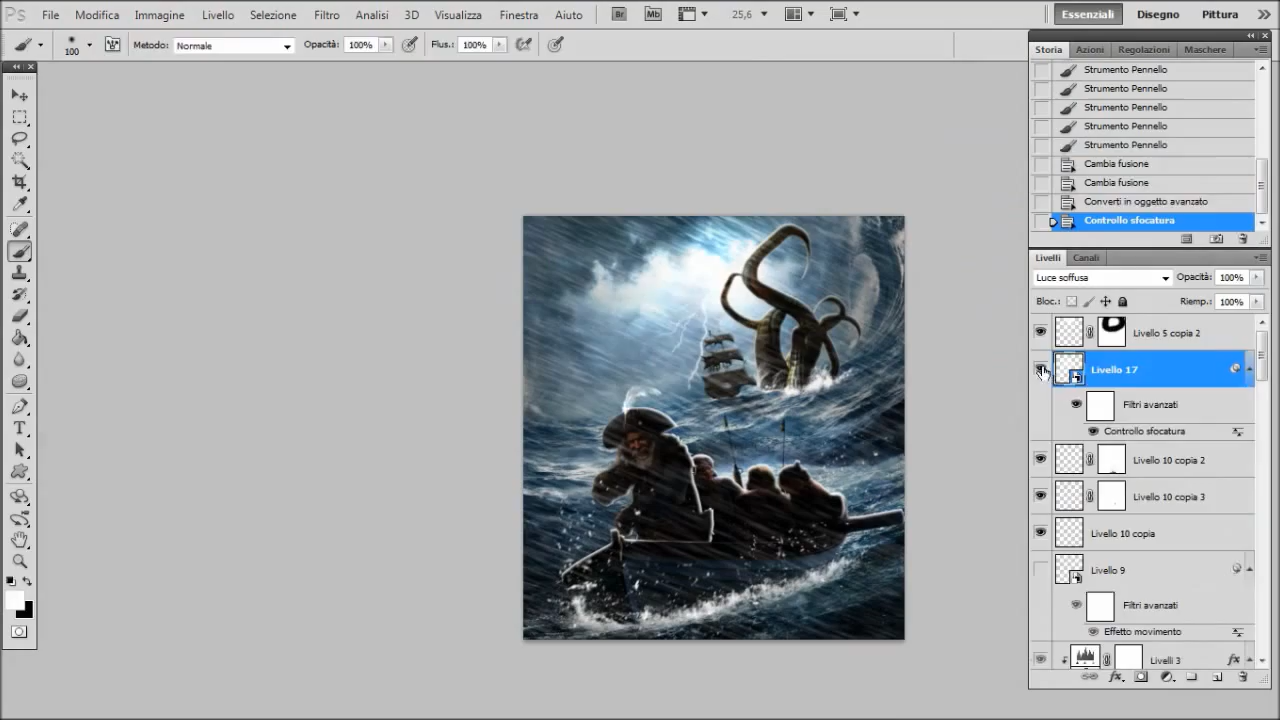 Ps File Modifica Immagine Livello Selezione Filtro Analisi 3D Visualizza Finestra Aiuto Br Mb 25,6 Essenziali Disegno Pittura
100 Metodo: Normale Opacità: 100% Flus.: 100%
Storia Azioni Regolazioni Maschere
Strumento Pennello
Strumento Pennello
Strumento Pennello
Strumento Pennello
Strumento Pennello
Cambia fusione
Cambia fusione
Converti in oggetto avanzato
Controllo sfocatura
Livelli Canali
Luce soffusa Opacità: 100%
Bloc.: Riemp.: 100%
Livello 5 copia 2
Livello 17
Filtri avanzati
Controllo sfocatura
Livello 10 copia 2
Livello 10 copia 3
Livello 10 copia
Livello 9
Filtri avanzati
Effetto movimento
Livelli 3 fx
fx